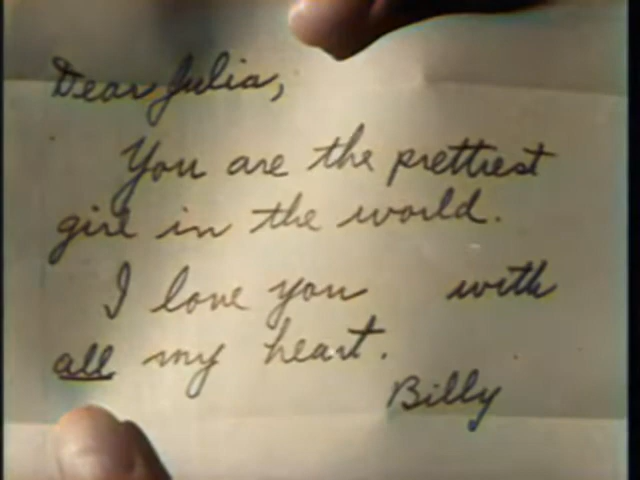 Dear Julia,
You are the prettiest
girl in the world.
I love you with
all my heart.
Billy